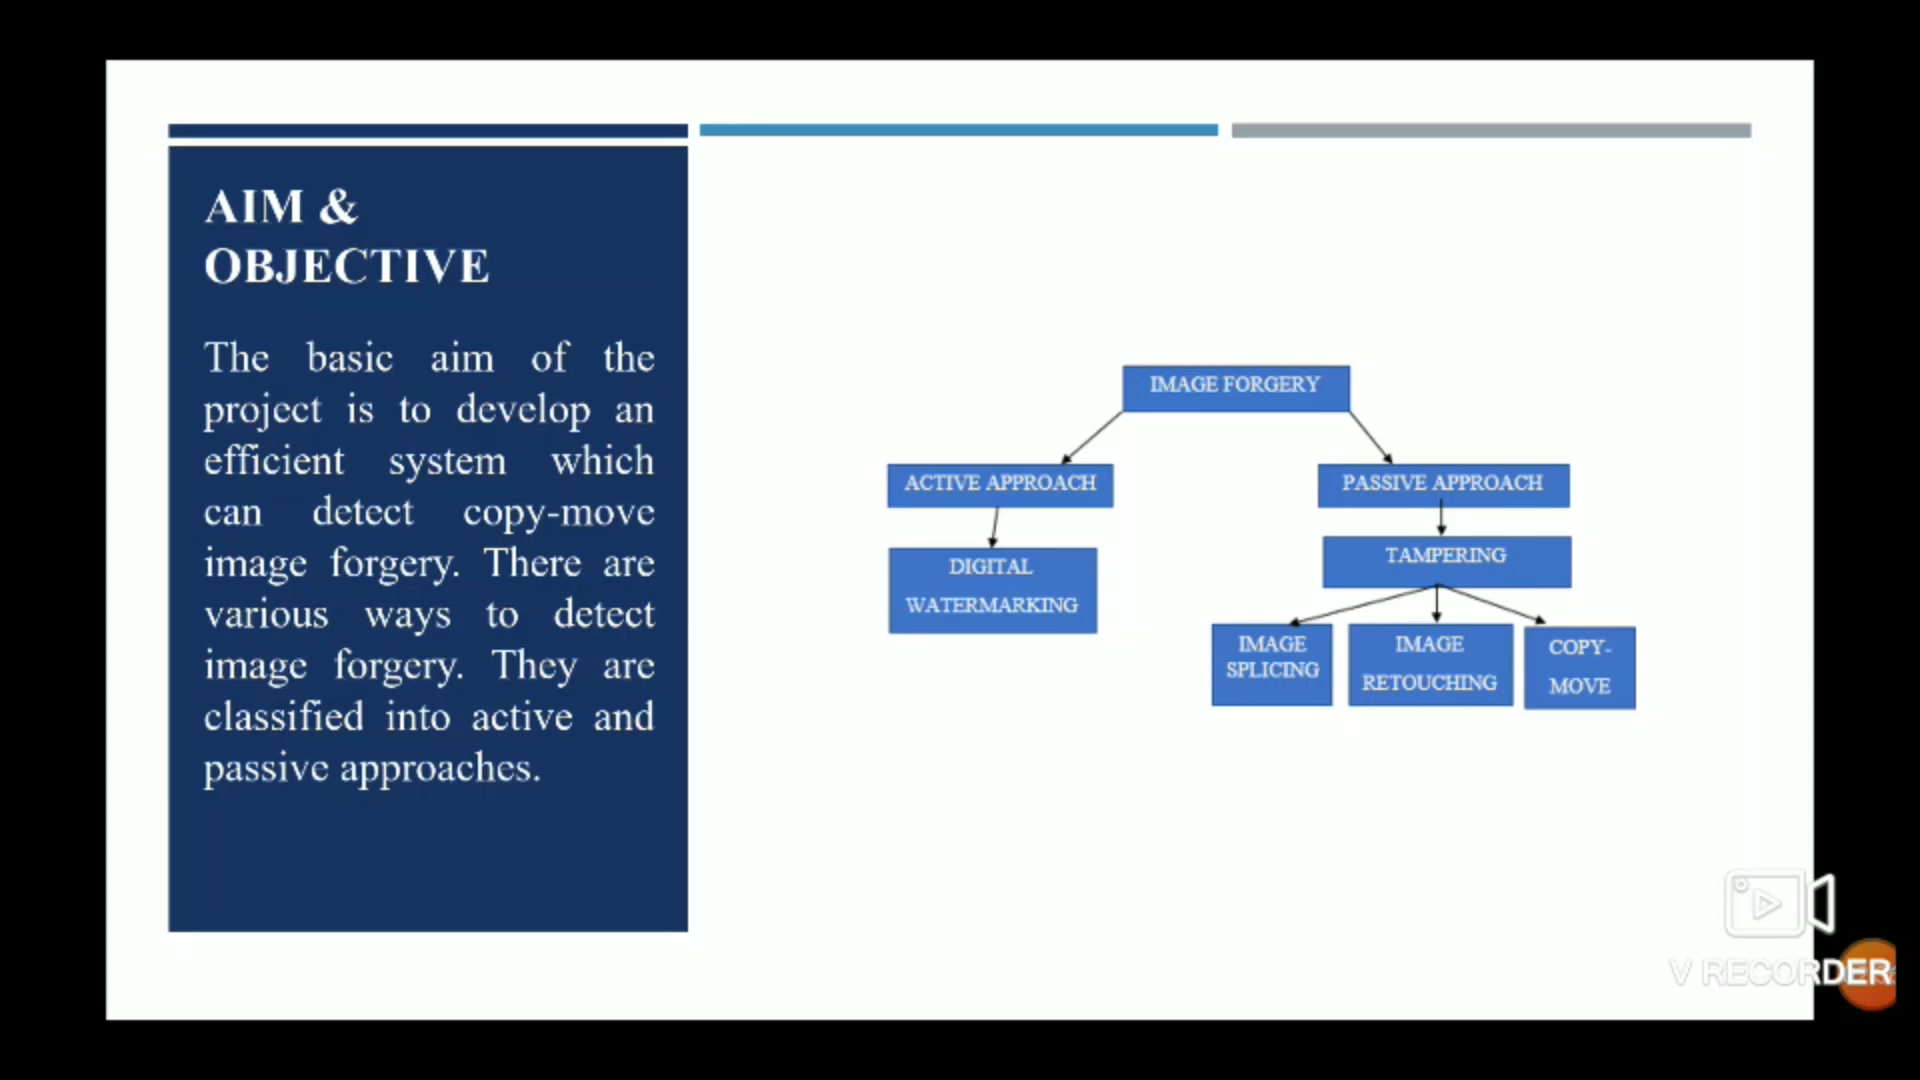 AIM &
OBJECTIVE
The basic aim of the
project is to develop an
efficient system which
can detect copy-move
image forgery. There are
various ways to detect
image forgery. They are
classified into active and
passive approaches.
IMAGE FORGERY
ACTIVE APPROACH
PASSIVE APPROACH
DIGITAL
WATERMARKING
TAMPERING
IMAGE
SPLICING
IMAGE
RETOUCHING
COPY-
MOVE
V RECORDER